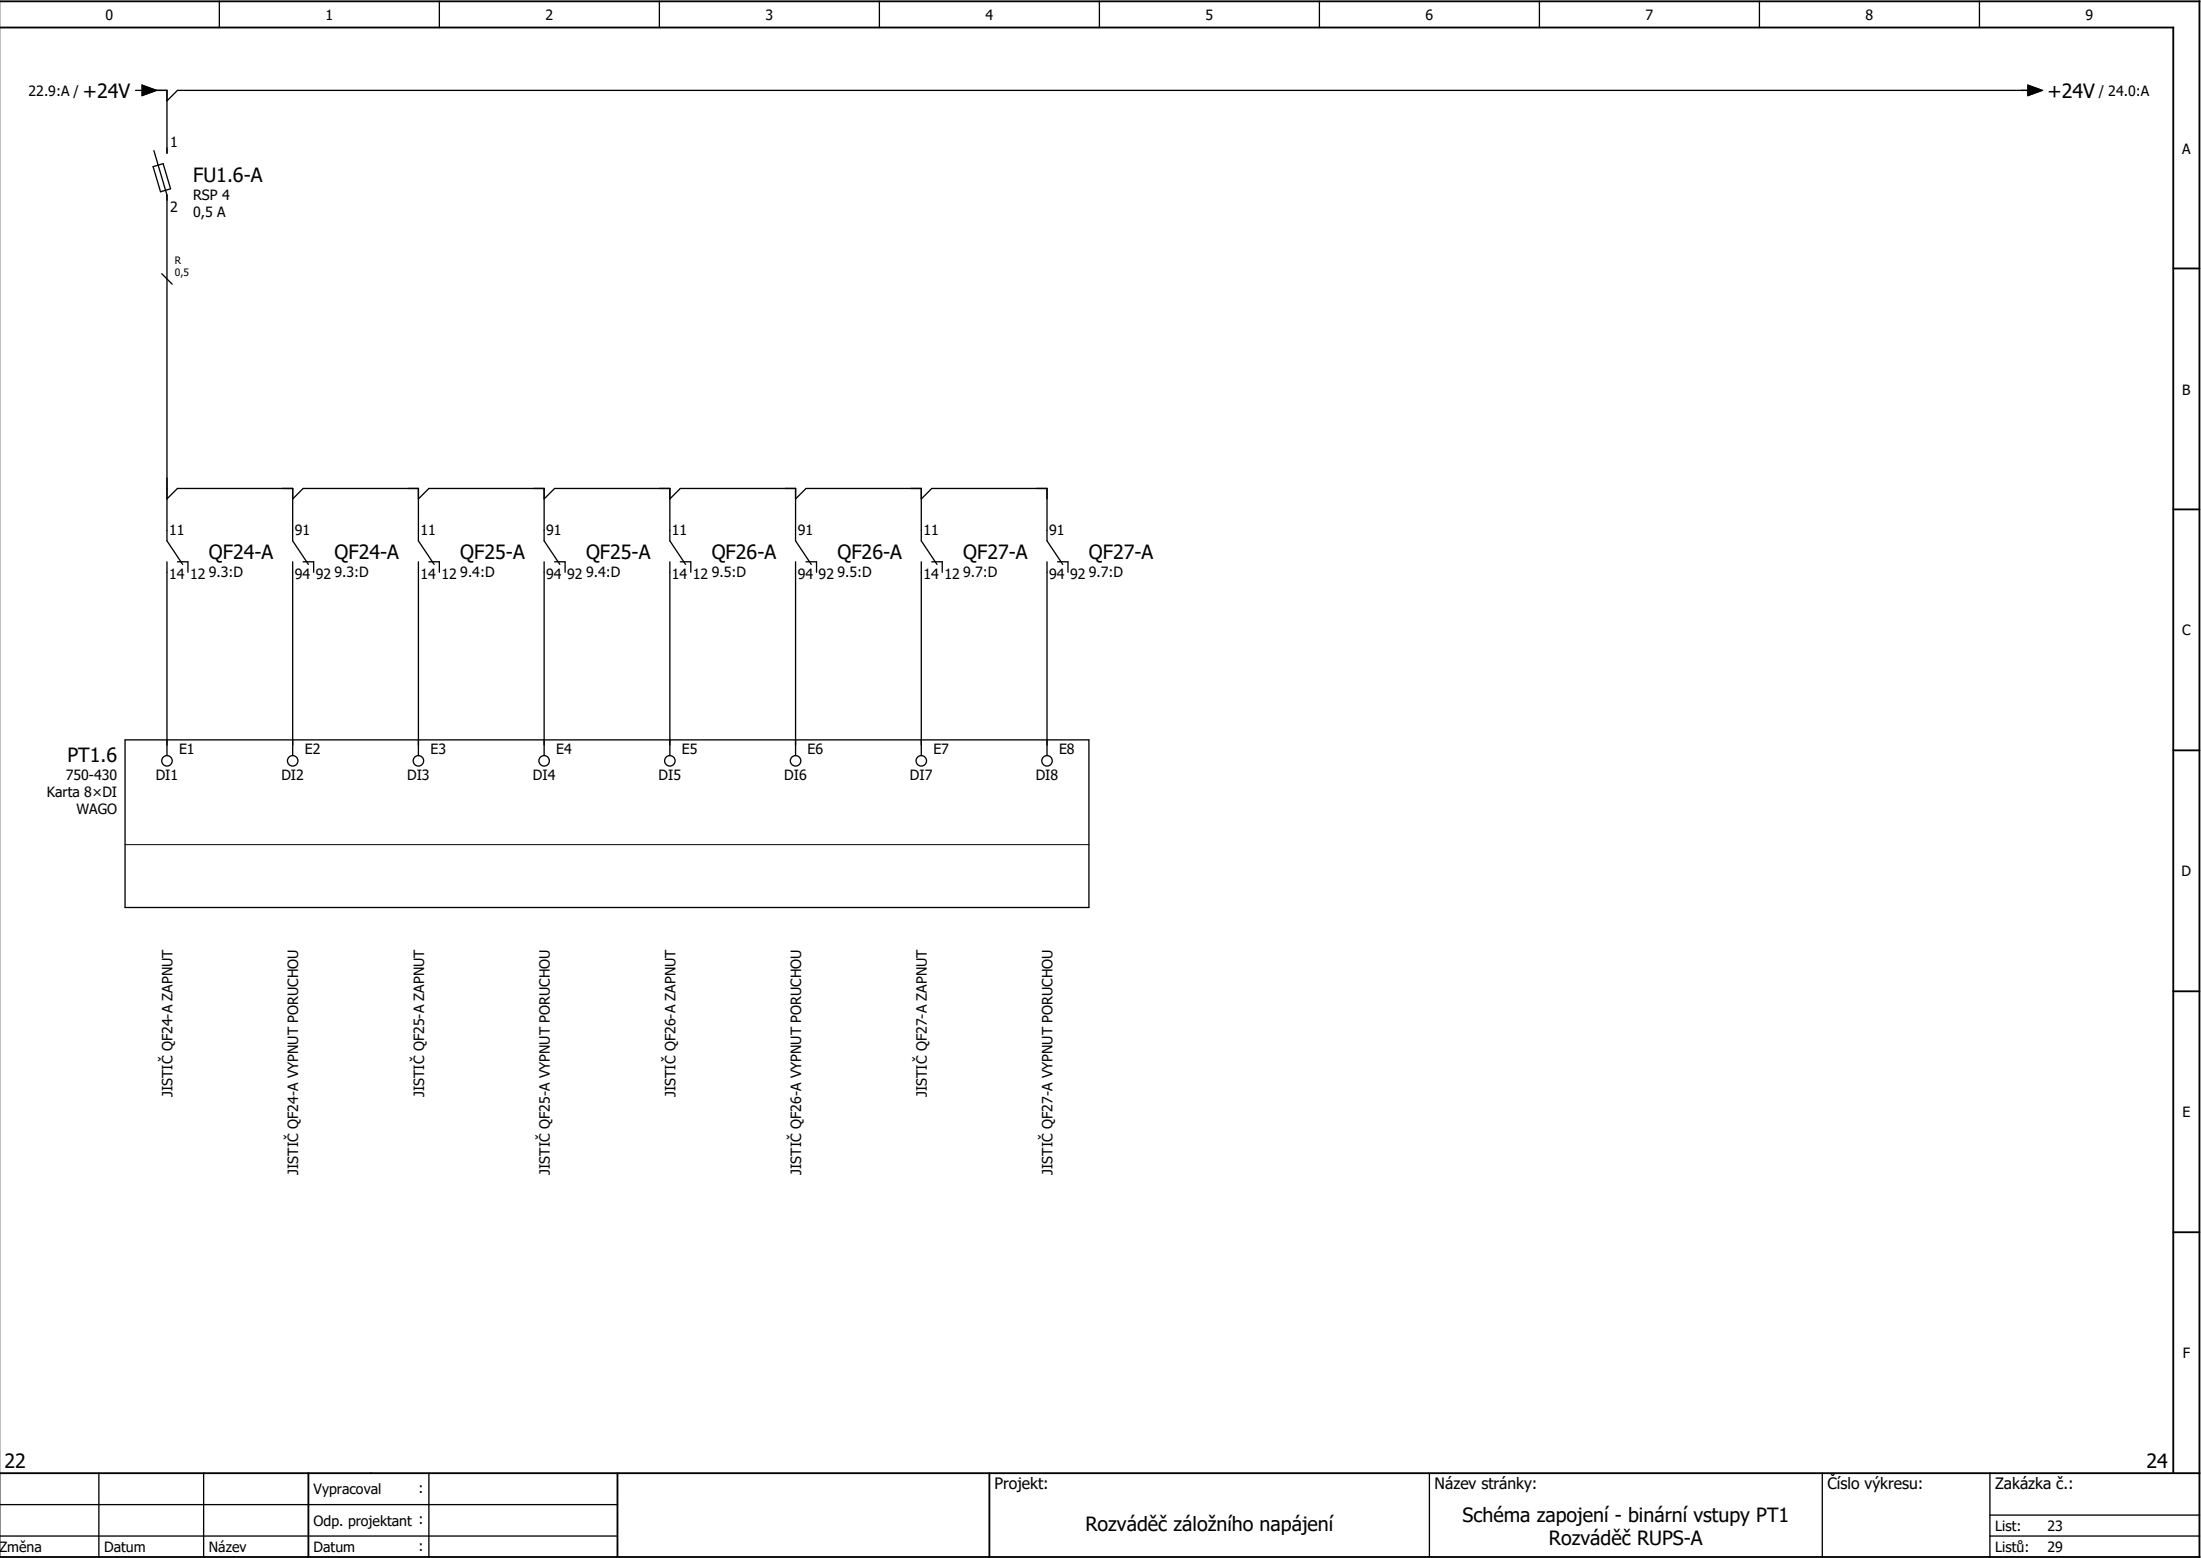 0 1 2 3 4 5 6 7 8 9
22.9:A / +24V
+24V / 24.0:A
1
FU1.6-A
RSP 4
2
0,5 A
R
0,5
A
B
C
D
E
F
11 91 11 91 11 91 11 91
QF24-A QF24-A QF25-A QF25-A QF26-A QF26-A QF27-A QF27-A
14 12 9.3:D 94 92 9.3:D 14 12 9.4:D 94 92 9.4:D 14 12 9.5:D 94 92 9.5:D 14 12 9.7:D 94 92 9.7:D
E1 E2 E3 E4 E5 E6 E7 E8
DI1 DI2 DI3 DI4 DI5 DI6 DI7 DI8
PT1.6
750-430
Karta 8×DI
WAGO
JISTIČ QF24-A ZAPNUT
JISTIČ QF24-A VYPNUT PORUCHOU
JISTIČ QF25-A ZAPNUT
JISTIČ QF25-A VYPNUT PORUCHOU
JISTIČ QF26-A ZAPNUT
JISTIČ QF26-A VYPNUT PORUCHOU
JISTIČ QF27-A ZAPNUT
JISTIČ QF27-A VYPNUT PORUCHOU
22
24
Vypracoval :
Odp. projektant :
Změna Datum Název Datum :
Projekt:
Rozváděč záložního napájení
Název stránky:
Schéma zapojení - binární vstupy PT1
Rozváděč RUPS-A
Číslo výkresu:
Zakázka č.:
List: 23
Listů: 29